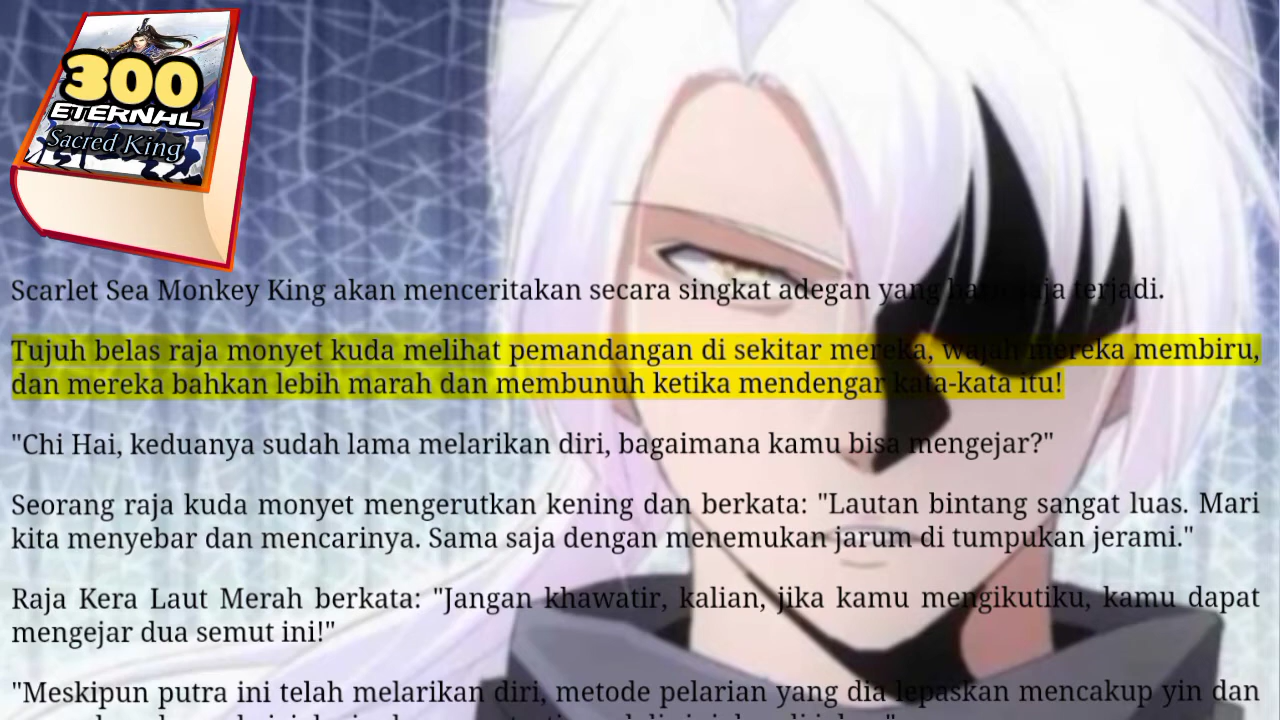 300
ETERNAL
Sacred King
Scarlet Sea Monkey King akan menceritakan secara singkat adegan yang baru saja terjadi.
Tujuh belas raja monyet kuda melihat pemandangan di sekitar mereka, wajah mereka membiru,
dan mereka bahkan lebih marah dan membunuh ketika mendengar kata-kata itu!
"Chi Hai, keduanya sudah lama melarikan diri, bagaimana kamu bisa mengejar?"
Seorang raja kuda monyet mengerutkan kening dan berkata: "Lautan bintang sangat luas. Mari
kita menyebar dan mencarinya. Sama saja dengan menemukan jarum di tumpukan jerami."
Raja Kera Laut Merah berkata: "Jangan khawatir, kalian, jika kamu mengikutiku, kamu dapat
mengejar dua semut ini!"
"Meskipun putra ini telah melarikan diri, metode pelarian yang dia lepaskan mencakup yin dan